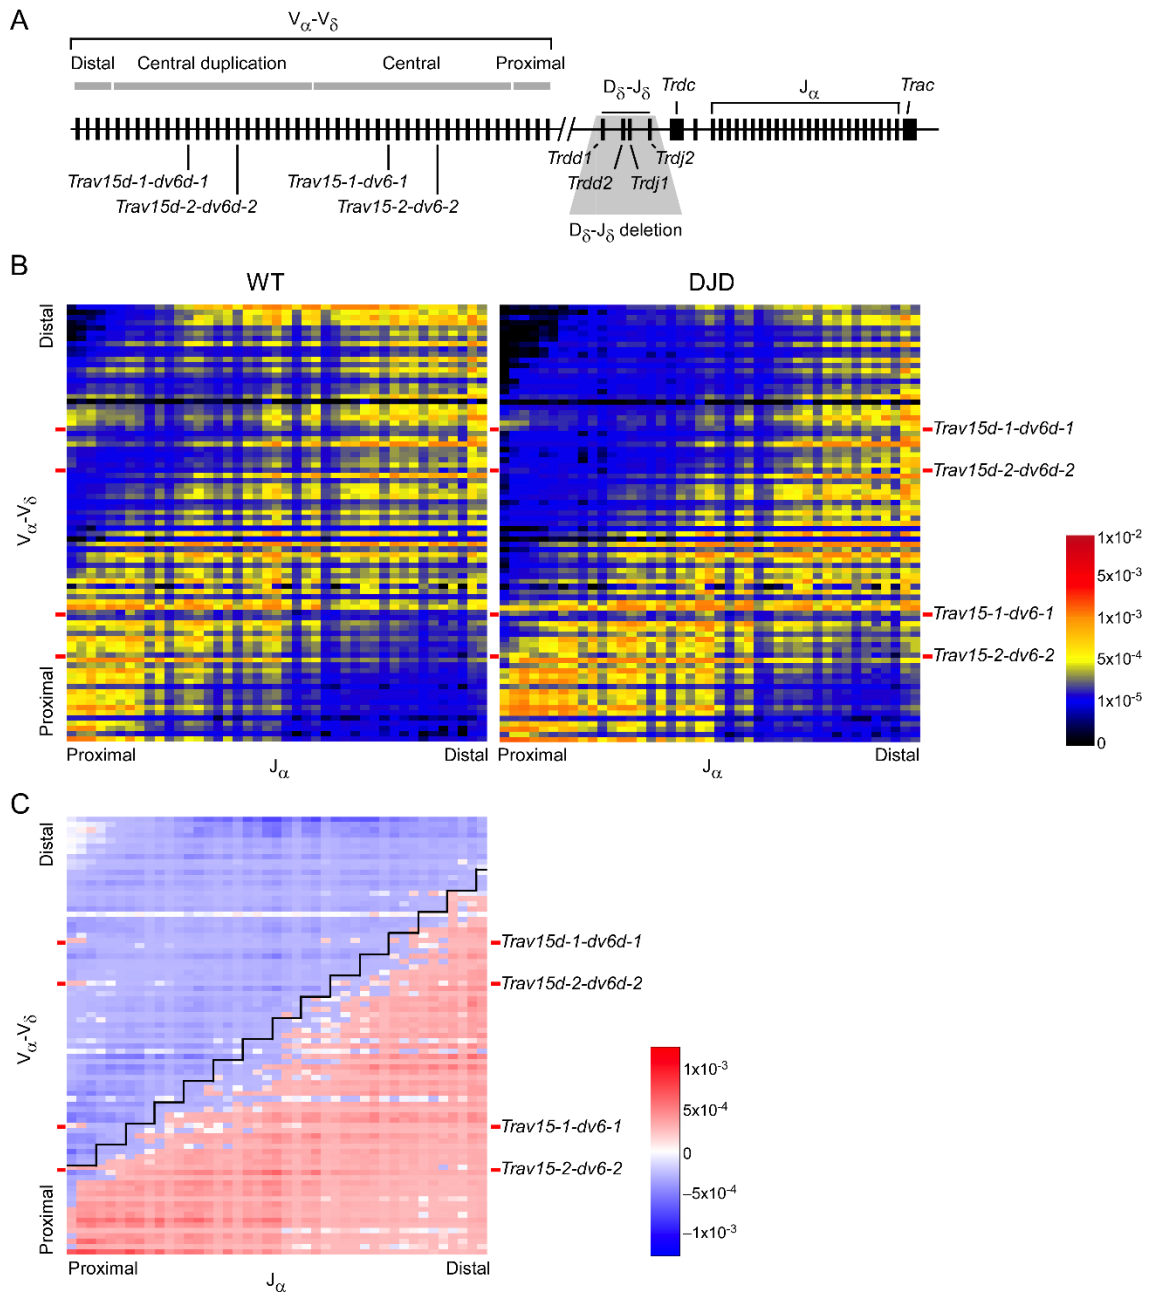 A
Vα-Vδ
Distal Central duplication Central Proximal
Dδ-Jδ Trdc Jα Trac
Trdd1 Trdj2
Trav15d-1-dv6d-1 Trav15-1-dv6-1 Trdd2 Trdj1
Trav15d-2-dv6d-2 Trav15-2-dv6-2
Dδ-Jδ deletion
B
WT DJD
Distal
Vα-Vδ
Proximal
Trav15d-1-dv6d-1
Trav15d-2-dv6d-2
Trav15-1-dv6-1
Trav15-2-dv6-2
1x10-2
5x10-3
1x10-3
5x10-4
1x10-5
0
Proximal Distal Proximal Distal
Jα Jα
C
Distal
Vα-Vδ
Proximal
Trav15d-1-dv6d-1
Trav15d-2-dv6d-2
Trav15-1-dv6-1
Trav15-2-dv6-2
1x10-3
5x10-4
0
–5x10-4
–1x10-3
Proximal Distal
Jα